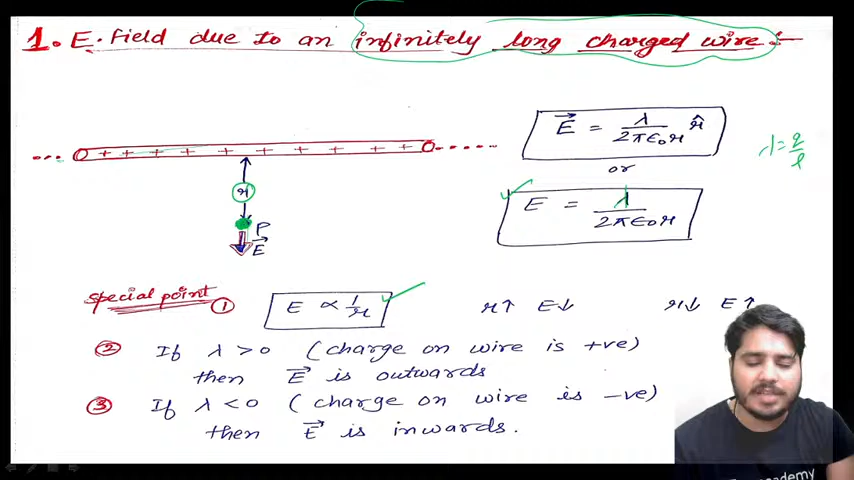 1. E. Field due to an infinitely long charged wire :-
+ + + + + + + + +
E = λ / 2πε₀r r̂
λ = q/l
or
r
E = λ / 2πε₀r
P
E
special point ① E ∝ 1/r r↑ E↓ r↓ E↑
② If λ > 0 (charge on wire is +ve)
then E is outwards
③ If λ < 0 (charge on wire is -ve)
then E is inwards.
academy